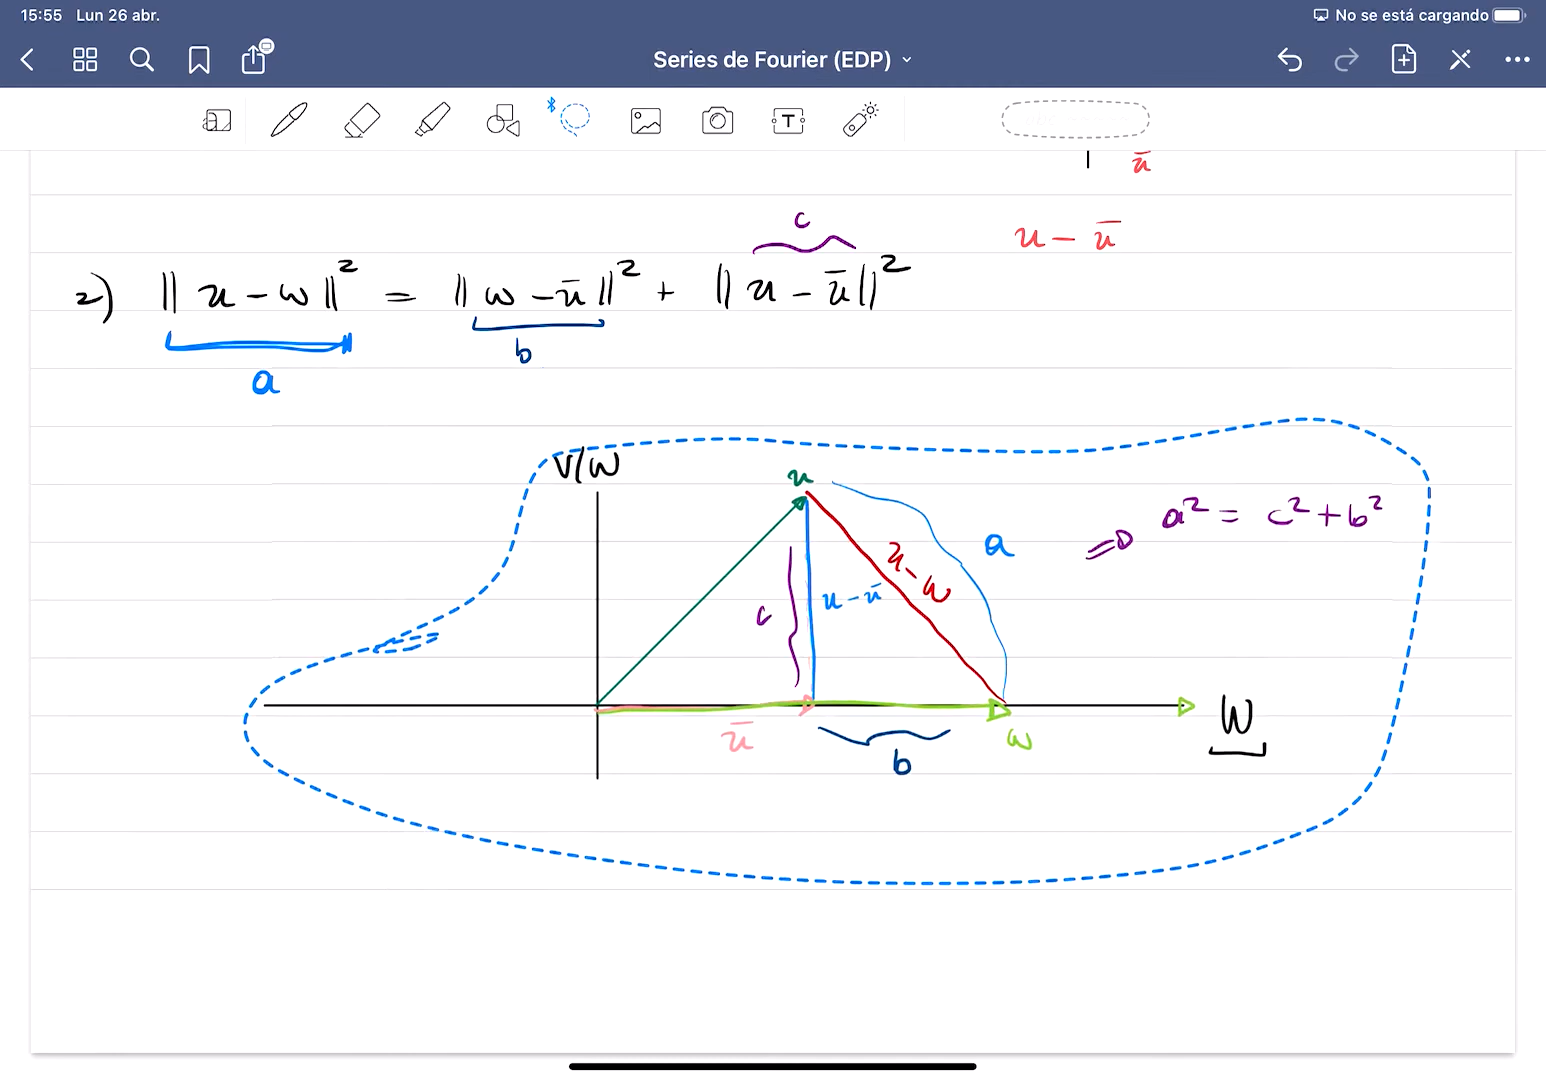 15:55 Lun 26 abr.
No se está cargando
Series de Fourier (EDP)
T
ū
c
u - ū
2) ||u - w||² = ||w - ū||² + ||u - ū||²
b
a
V/W
u
a² = c² + b²
a
⇒
u - w
u - ū
c
W
ū
w
b